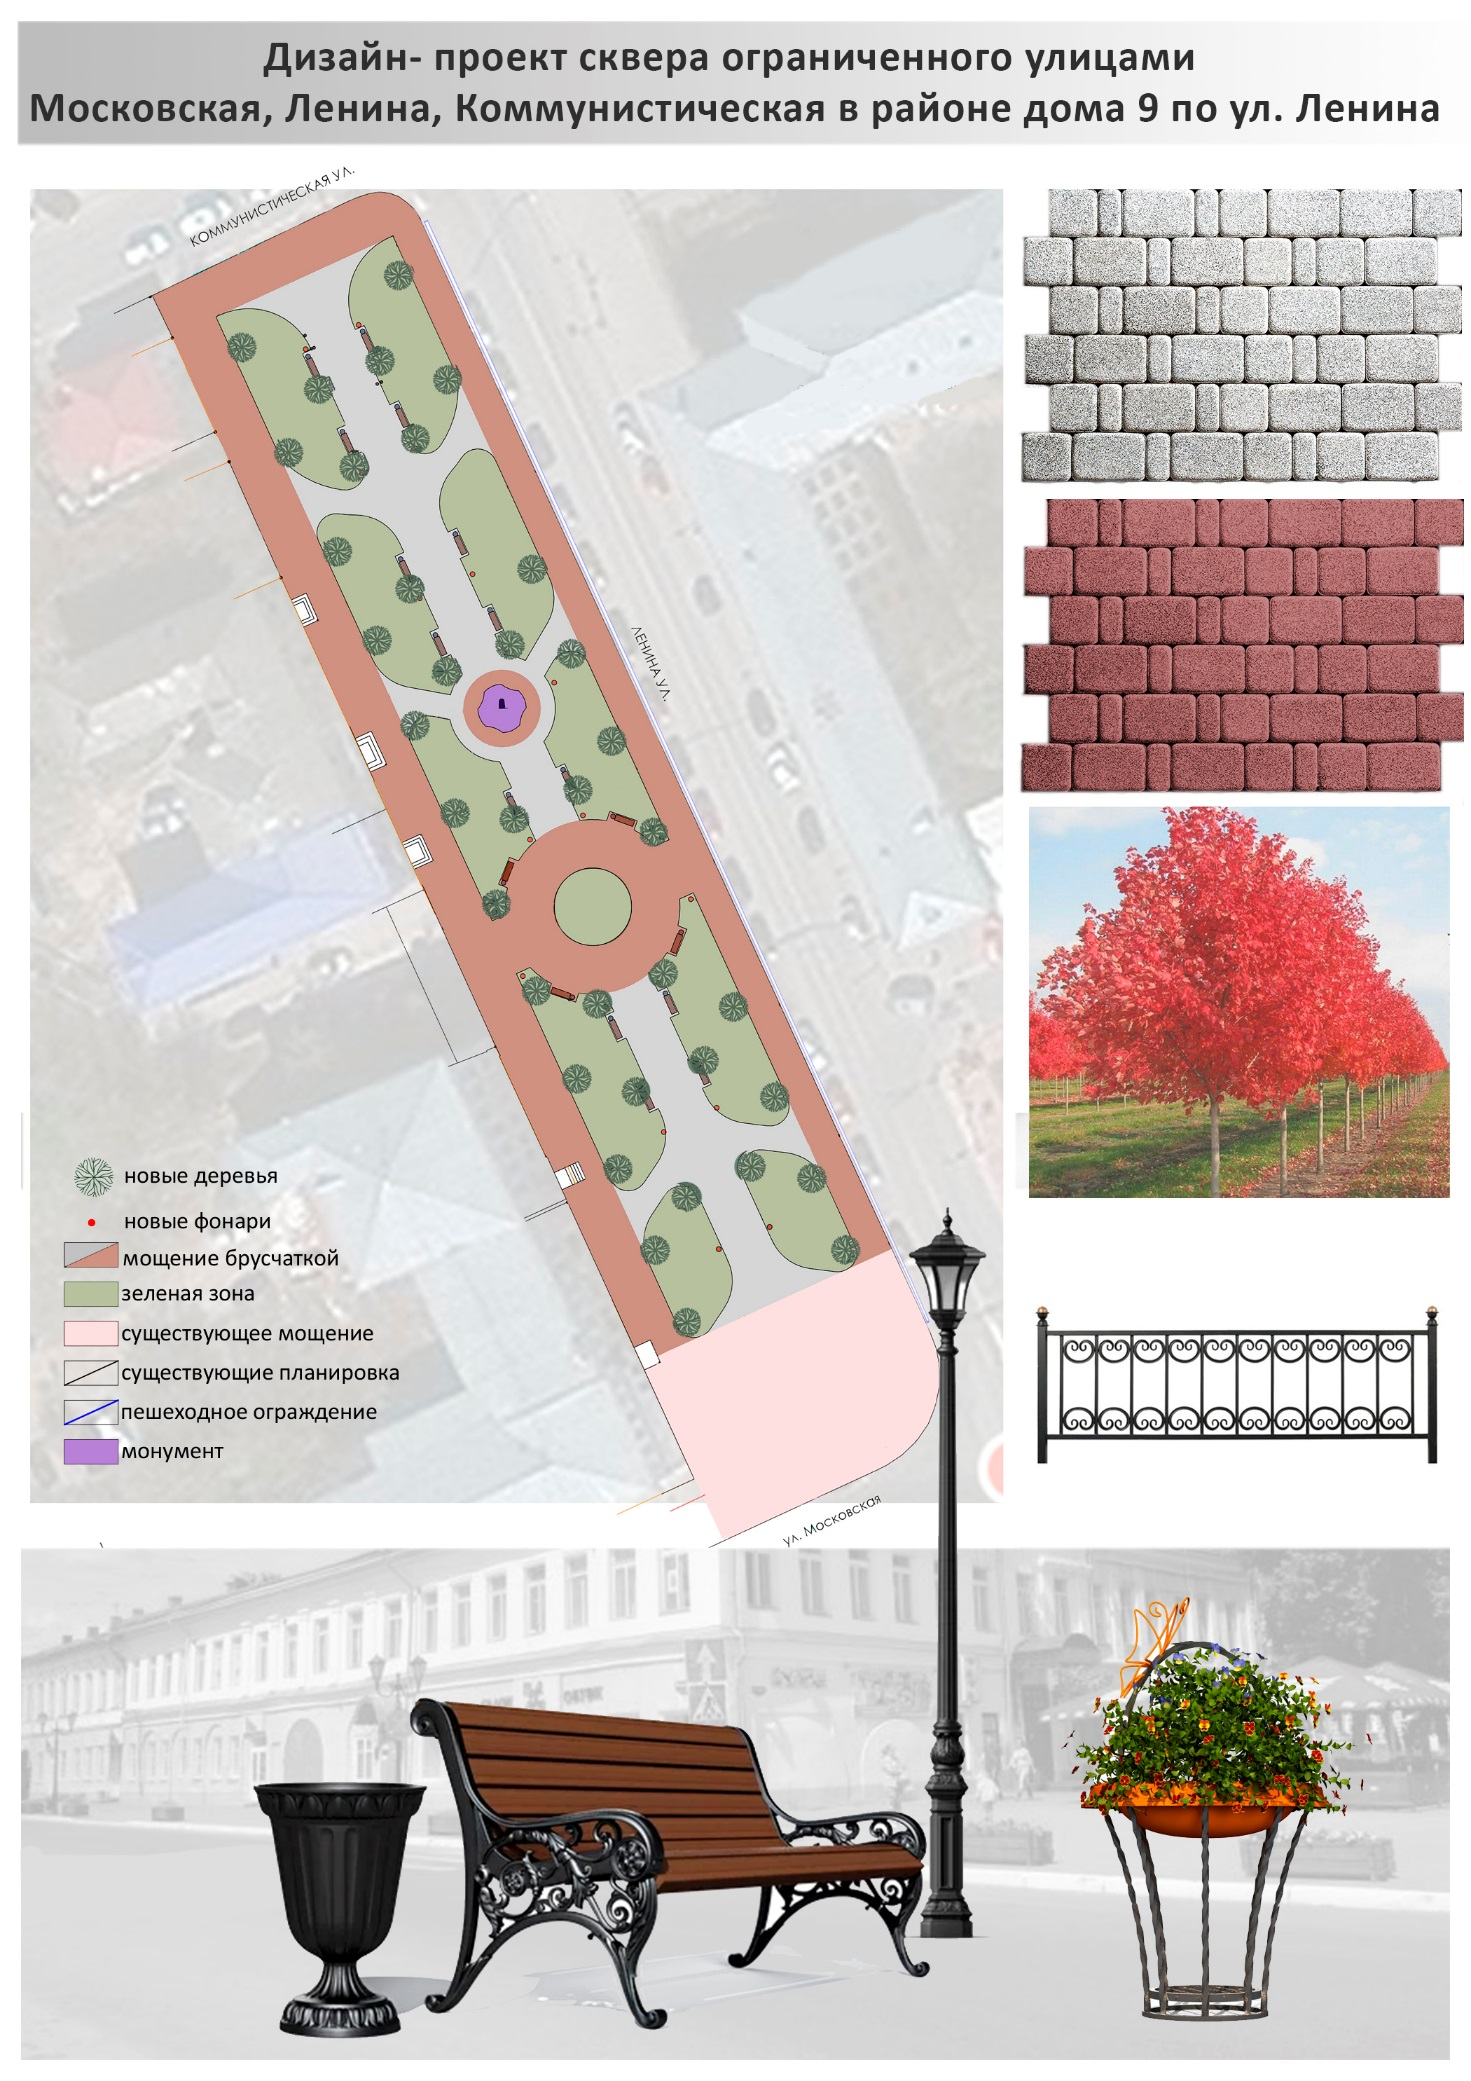 Дизайн- проект сквера ограниченного улицами
Московская, Ленина, Коммунистическая в районе дома 9 по ул. Ленина
КОММУНИСТИЧЕСКАЯ УЛ.
ЛЕНИНА УЛ.
новые деревья
новые фонари
мощение брусчаткой
зеленая зона
существующее мощение
существующие планировка
пешеходное ограждение
монумент
ул. Московская